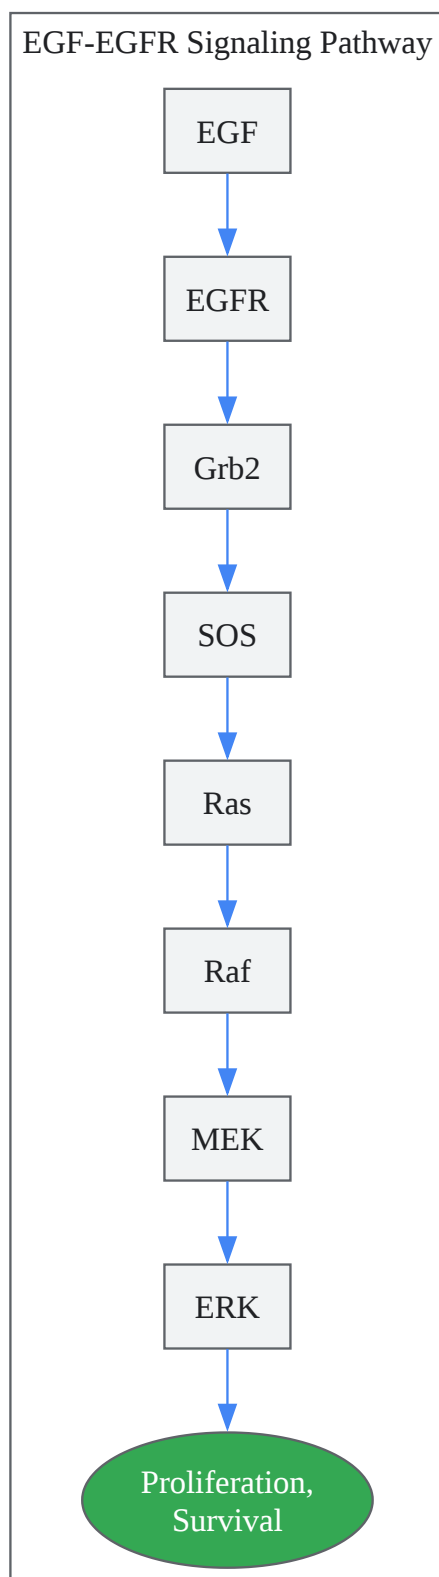 EGF-EGFR Signaling Pathway
EGF
EGFR
Grb2
SOS
Ras
Raf
MEK
ERK
Proliferation,
Survival